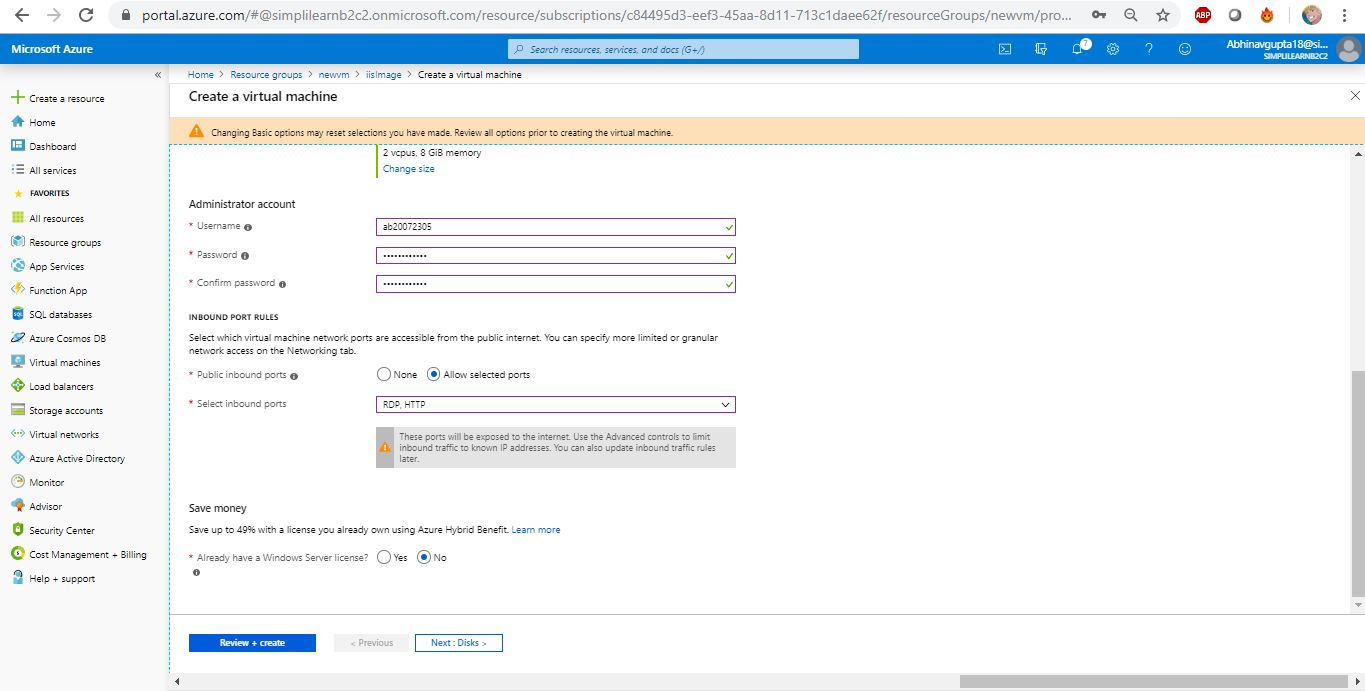 portal.azure.com/#@simplilearnb2c2.onmicrosoft.com/resource/subscriptions/c84495d3-eef3-45aa-8d11-713c1daee62f/resourceGroups/newvm/pro...
ABP
Microsoft Azure
Search resources, services, and docs (G+/)
7
Abhinavgupta18@si...
SIMPLILEARNB2C2
«
Create a resource
Home
Dashboard
All services
FAVORITES
All resources
Resource groups
App Services
Function App
SQL databases
Azure Cosmos DB
Virtual machines
Load balancers
Storage accounts
Virtual networks
Azure Active Directory
Monitor
Advisor
Security Center
Cost Management + Billing
Help + support
Home > Resource groups > newvm > iisImage > Create a virtual machine
Create a virtual machine
Changing Basic options may reset selections you have made. Review all options prior to creating the virtual machine.
2 vcpus, 8 GiB memory
Change size
Administrator account
* Username
ab20072305
* Password
••••••••••••
* Confirm password
••••••••••••
INBOUND PORT RULES
Select which virtual machine network ports are accessible from the public internet. You can specify more limited or granular
network access on the Networking tab.
* Public inbound ports
None
Allow selected ports
* Select inbound ports
RDP, HTTP
These ports will be exposed to the internet. Use the Advanced controls to limit
inbound traffic to known IP addresses. You can also update inbound traffic rules
later.
Save money
Save up to 49% with a license you already own using Azure Hybrid Benefit. Learn more
* Already have a Windows Server license?
Yes
No
Review + create
< Previous
Next : Disks >